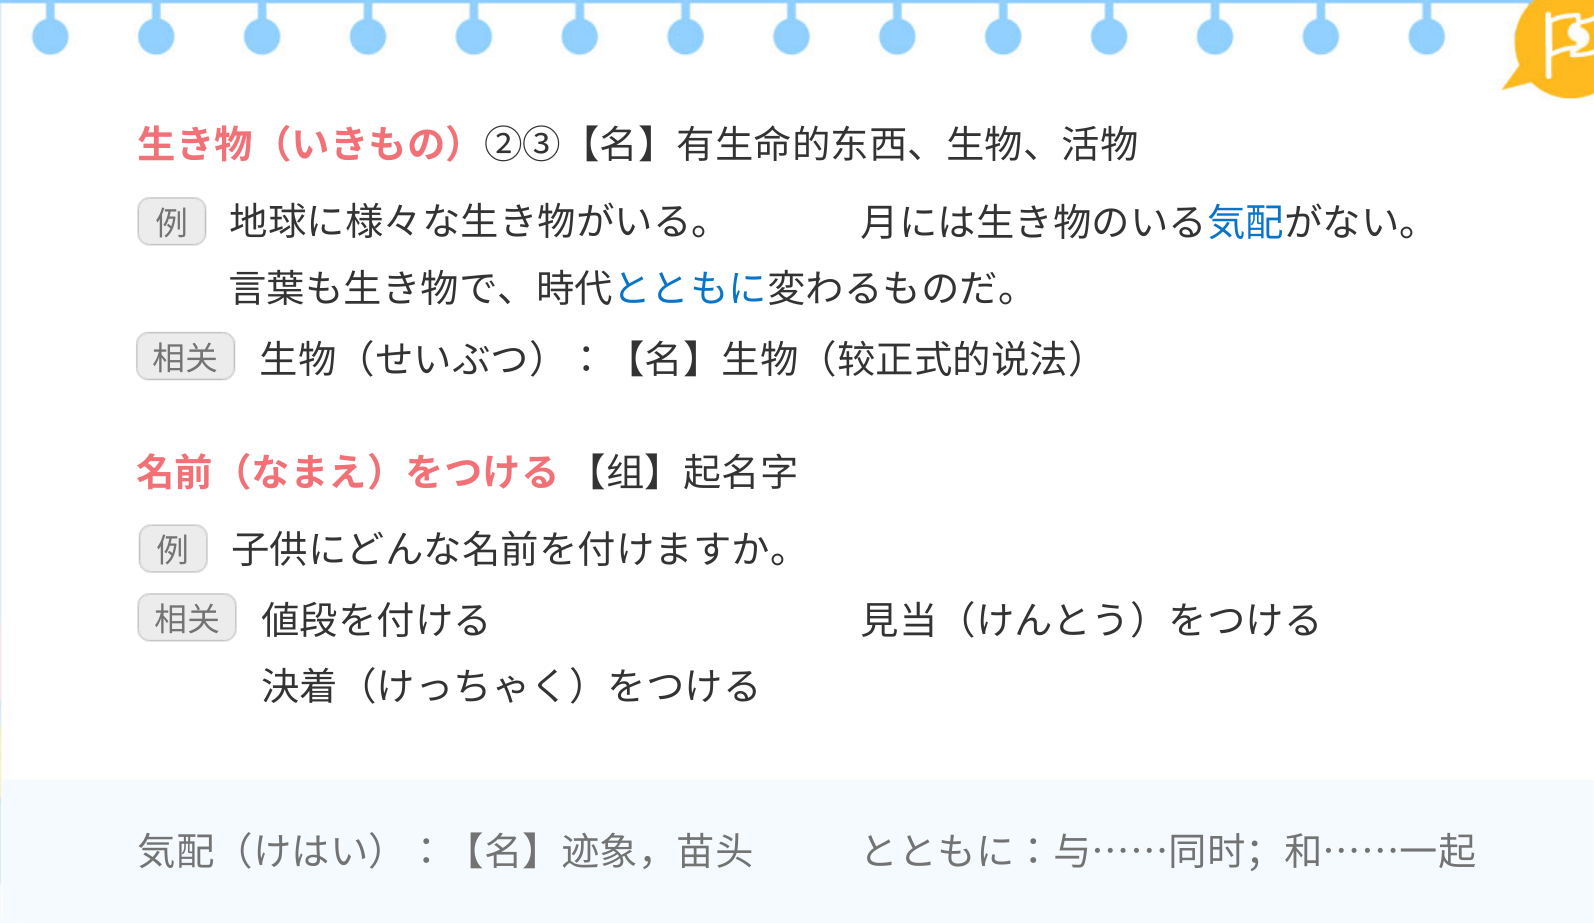 生き物（いきもの）②③【名】有生命的东西、生物、活物
例 地球に様々な生き物がいる。 月には生き物のいる気配がない。
言葉も生き物で、時代とともに変わるものだ。
相关 生物（せいぶつ）：【名】生物（较正式的说法）
名前（なまえ）をつける 【组】起名字
例 子供にどんな名前を付けますか。
相关 値段を付ける 見当（けんとう）をつける
決着（けっちゃく）をつける
気配（けはい）：【名】迹象，苗头 とともに：与……同时；和……一起